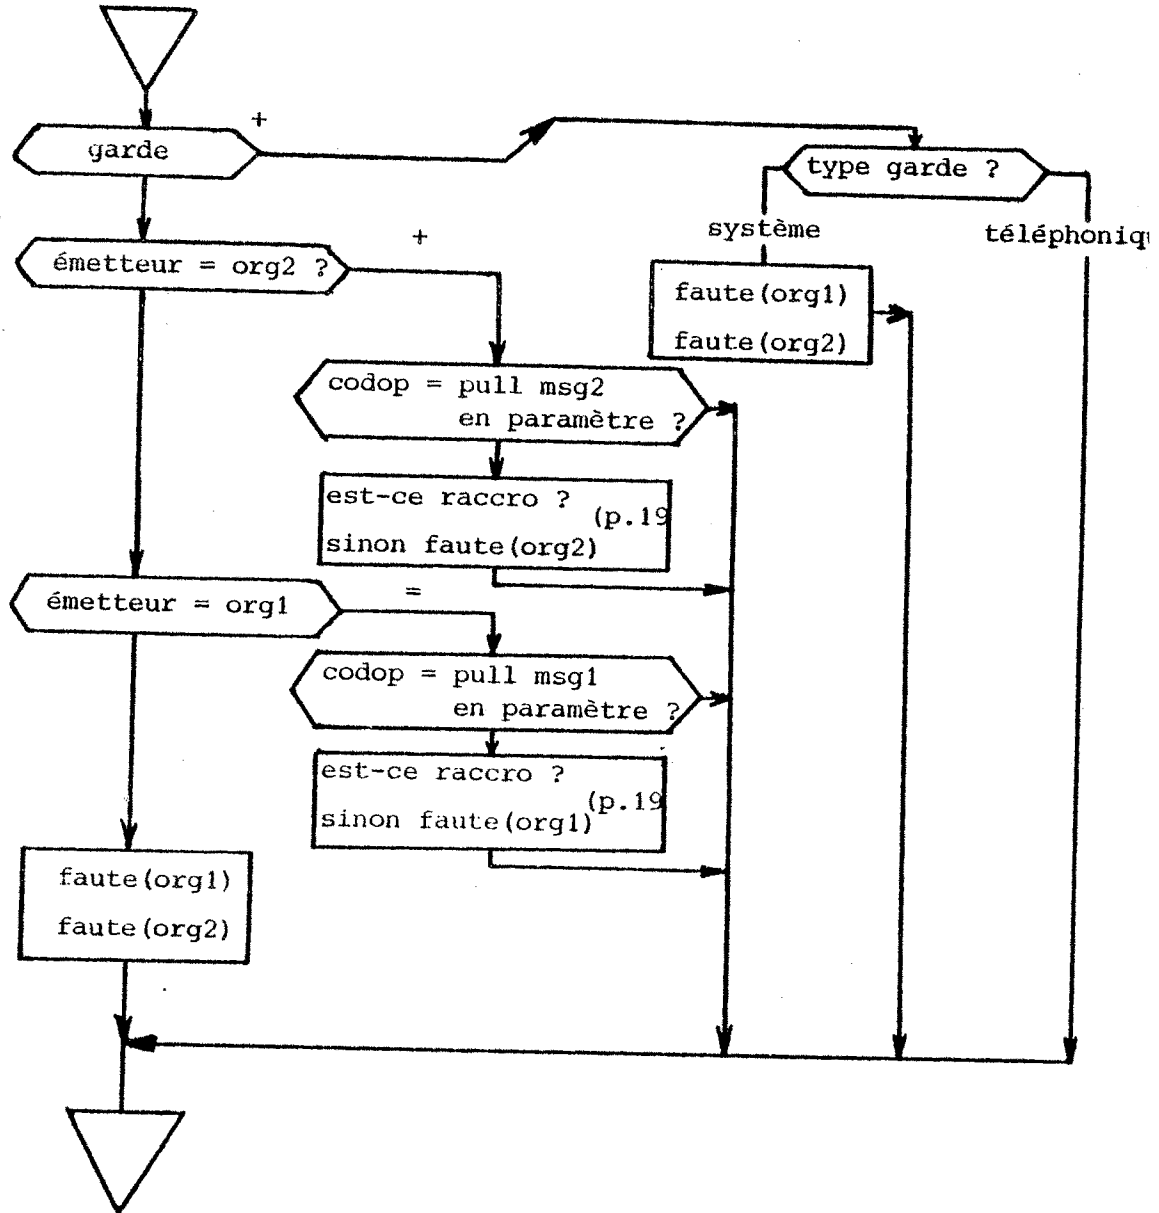 +
garde
type garde ?
système
téléphoniq
+
émetteur = org2 ?
faute(org1)
faute(org2)
codop = pull msg2
en paramètre ?
est-ce raccro ?
(p.19
sinon faute(org2)
=
émetteur = org1
codop = pull msg1
en paramètre ?
est-ce raccro ?
(p.19
sinon faute(org1)
faute(org1)
faute(org2)